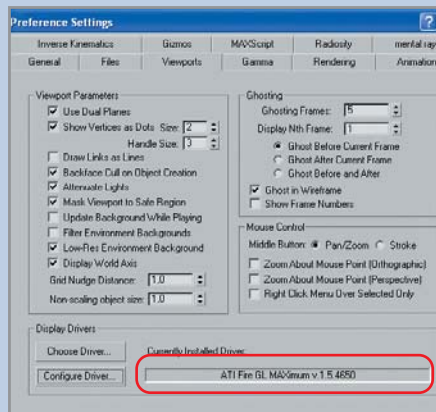 Preference Settings
?
Inverse Kinematics Gizmos MAXScript Radiosity mental ray
General Files Viewports Gamma Rendering Animation
Viewport Parameters
Use Dual Planes
Show Vertices as Dots Size: 2
Handle Size: 3
Draw Links as Lines
Backface Cull on Object Creation
Attenuate Lights
Mask Viewport to Safe Region
Update Background While Playing
Filter Environment Backgrounds
Low-Res Environment Background
Display World Axis
Grid Nudge Distance: 1,0
Non-scaling object size: 1,0
Ghosting
Ghosting Frames: 5
Display Nth Frame: 1
Ghost Before Current Frame
Ghost After Current Frame
Ghost Before and After
Ghost in Wireframe
Show Frame Numbers
Mouse Control
Middle Button: Pan/Zoom Stroke
Zoom About Mouse Point (Orthographic)
Zoom About Mouse Point (Perspective)
Right Click Menu Over Selected Only
Display Drivers
Choose Driver... Currently Installed Driver:
Configure Driver... ATI Fire GL MAXimum v 1.5.4650